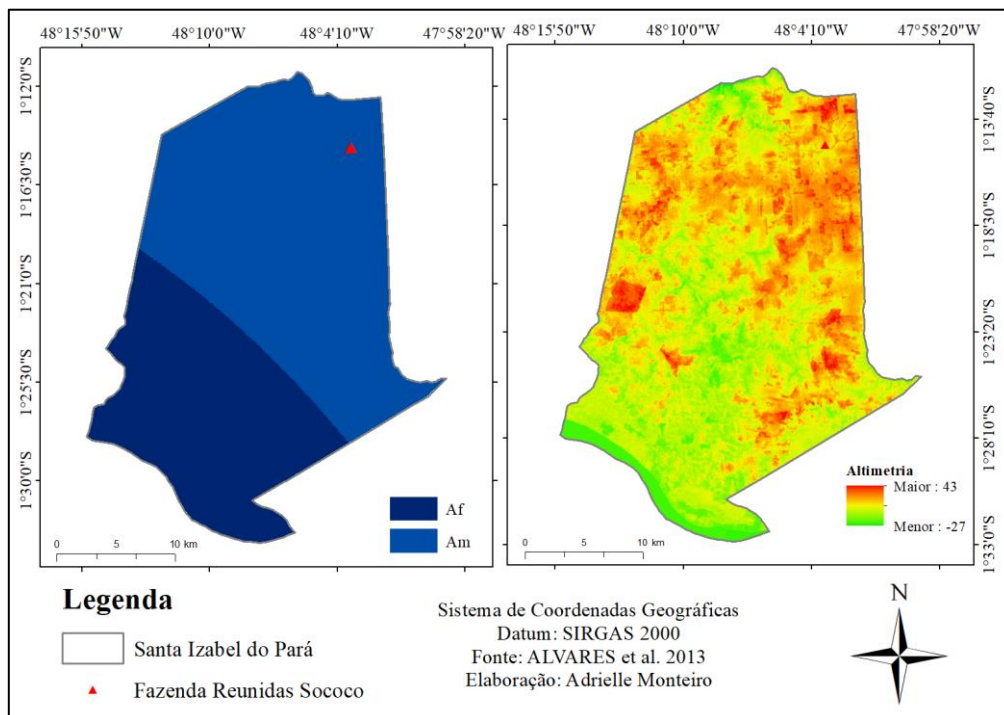 48°15'50"W 48°10'0"W 48°4'10"W 47°58'20"W
1°12'0"S
1°16'30"S
1°21'0"S
1°25'30"S
1°30'0"S
Af
Am
0 5 10 km
48°15'50"W 48°10'0"W 48°4'10"W 47°58'20"W
1°13'40"S
1°18'30"S
1°23'20"S
1°28'10"S
1°33'0"S
Altimetria
Maior : 43
Menor : -27
0 5 10 km
Legenda
Santa Izabel do Pará
Fazenda Reunidas Sococo
Sistema de Coordenadas Geográficas
Datum: SIRGAS 2000
Fonte: ALVARES et al. 2013
Elaboração: Adrielle Monteiro
N